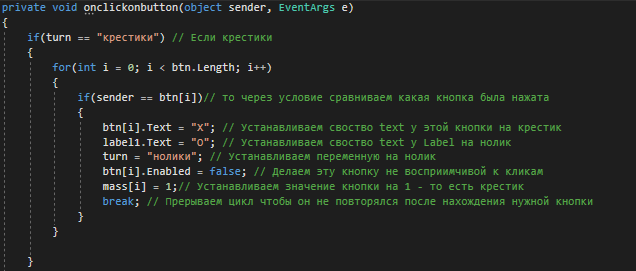 private void onclickonbutton(object sender, EventArgs e)
{
if(turn == "крестики") // Если крестики
{
for(int i = 0; i < btn.Length; i++)
{
if(sender == btn[i])// то через условие сравниваем какая кнопка была нажата
{
btn[i].Text = "X"; // Устанавливаем своство text у этой кнопки на крестик
label1.Text = "O"; // Устанавливаем своство text у Label на нолик
turn = "нолики"; // Устанавливаем переменную на нолик
btn[i].Enabled = false; // Делаем эту кнопку не восприимчивой к кликам
mass[i] = 1;// Устанавливаем значение кнопки на 1 - то есть крестик
break; // Прерываем цикл чтобы он не повторялся после нахождения нужной кнопки
}
}
}